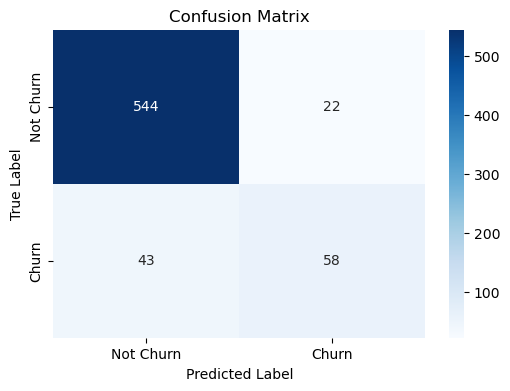 Confusion Matrix
True Label
Not Churn
544
22
Churn
43
58
Not Churn
Churn
Predicted Label
500
400
300
200
100